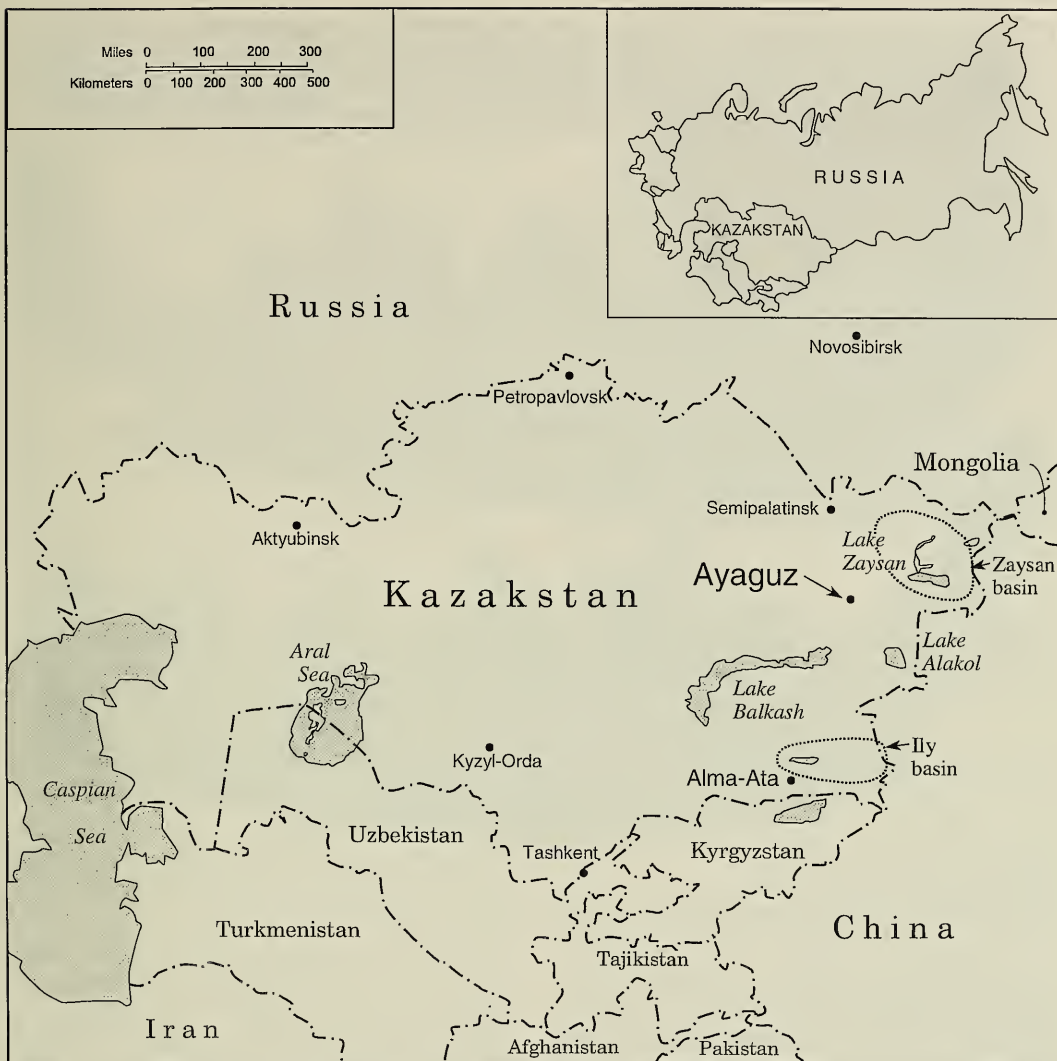 Miles 0 100 200 300
Kilometers 0 100 200 300 400 500
RUSSIA
KAZAKSTAN
Russia
Novosibirsk
Petropavlovsk
Mongolia
Semipalatinsk
Aktyubinsk
Lake
Zaysan
Zaysan
basin
Ayaguz
Kazakstan
Lake
Alakol
Aral
Sea
Lake
Balkash
Kyzyl-Orda
Ily
basin
Alma-Ata
Caspian
Sea
Uzbekistan
Tashkent
Kyrgyzstan
Turkmenistan
China
Tajikistan
Iran
Afghanistan
Pakistan